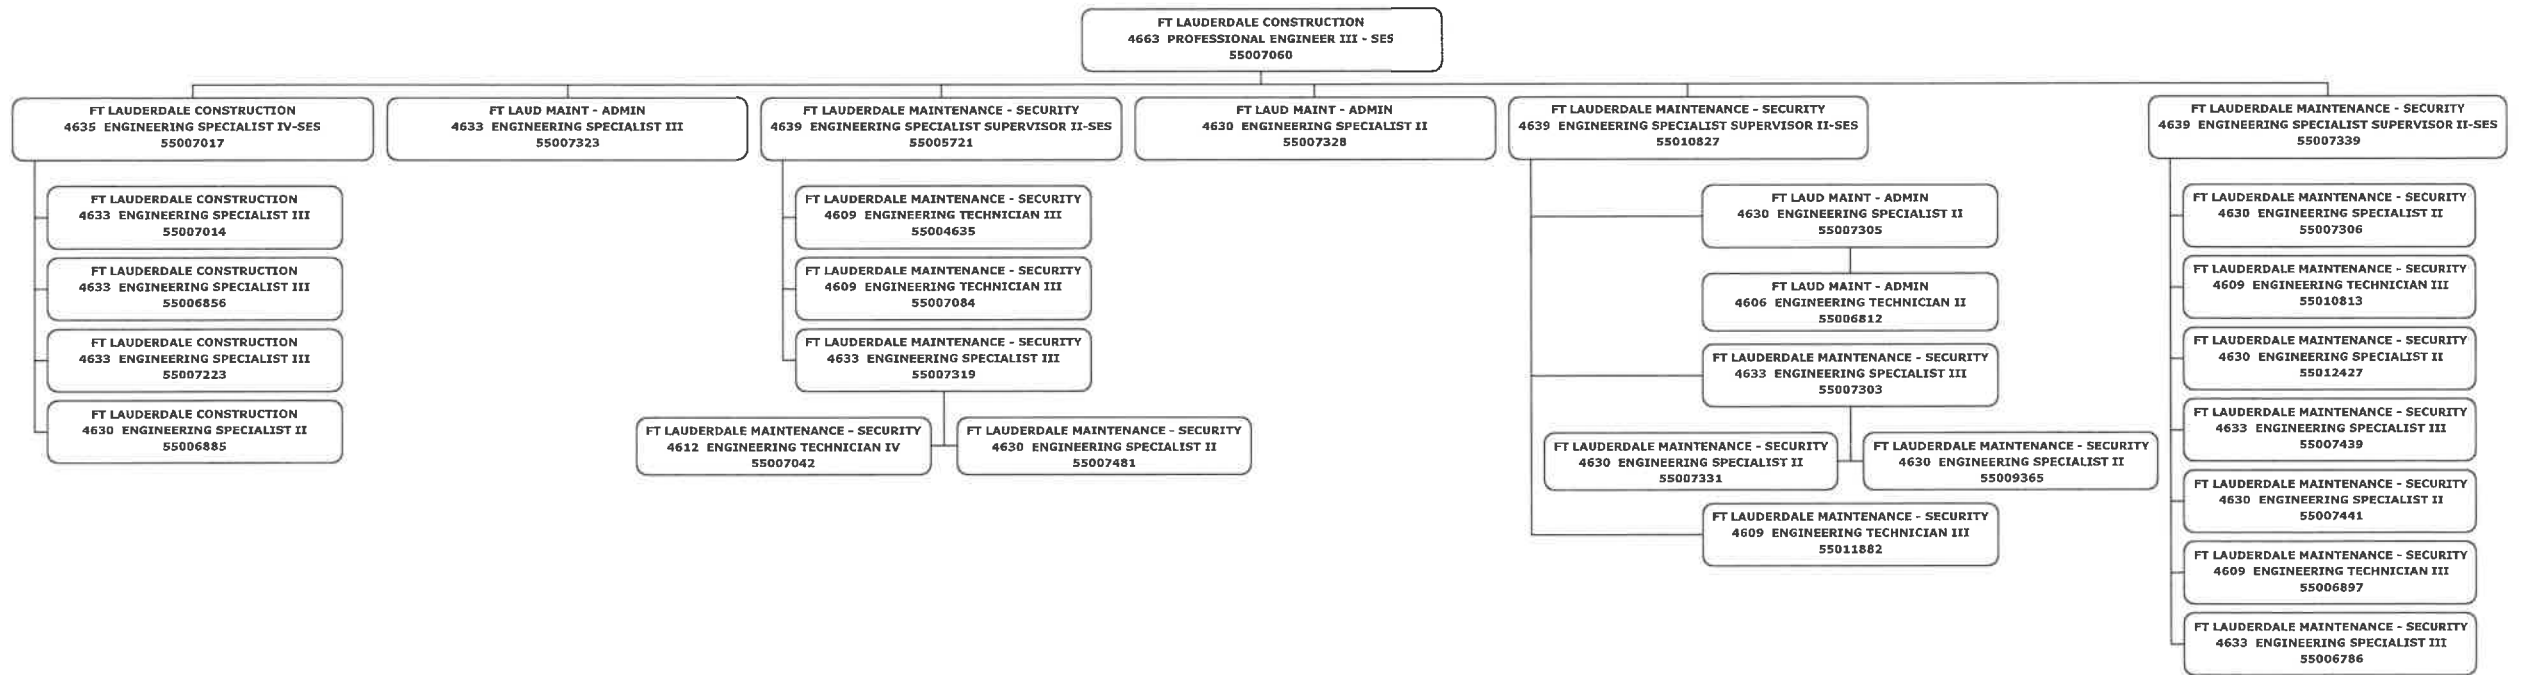 FT LAUDERDALE CONSTRUCTION
4663 PROFESSIONAL ENGINEER III - SES
55007060
FT LAUDERDALE CONSTRUCTION
4635 ENGINEERING SPECIALIST IV-SES
55007017
FT LAUD MAINT - ADMIN
4633 ENGINEERING SPECIALIST III
55007323
FT LAUDERDALE MAINTENANCE - SECURITY
4639 ENGINEERING SPECIALIST SUPERVISOR II-SES
55005721
FT LAUD MAINT - ADMIN
4630 ENGINEERING SPECIALIST II
55007328
FT LAUDERDALE MAINTENANCE - SECURITY
4639 ENGINEERING SPECIALIST SUPERVISOR II-SES
55010827
FT LAUDERDALE MAINTENANCE - SECURITY
4639 ENGINEERING SPECIALIST SUPERVISOR II-SES
55007339
FT LAUDERDALE CONSTRUCTION
4633 ENGINEERING SPECIALIST III
55007014
FT LAUDERDALE CONSTRUCTION
4633 ENGINEERING SPECIALIST III
55006856
FT LAUDERDALE CONSTRUCTION
4633 ENGINEERING SPECIALIST III
55007223
FT LAUDERDALE CONSTRUCTION
4630 ENGINEERING SPECIALIST II
55006885
FT LAUDERDALE MAINTENANCE - SECURITY
4609 ENGINEERING TECHNICIAN III
55004635
FT LAUDERDALE MAINTENANCE - SECURITY
4609 ENGINEERING TECHNICIAN III
55007084
FT LAUDERDALE MAINTENANCE - SECURITY
4633 ENGINEERING SPECIALIST III
55007319
FT LAUDERDALE MAINTENANCE - SECURITY
4612 ENGINEERING TECHNICIAN IV
55007042
FT LAUDERDALE MAINTENANCE - SECURITY
4630 ENGINEERING SPECIALIST II
55007481
FT LAUD MAINT - ADMIN
4630 ENGINEERING SPECIALIST II
55007305
FT LAUD MAINT - ADMIN
4606 ENGINEERING TECHNICIAN II
55006812
FT LAUDERDALE MAINTENANCE - SECURITY
4633 ENGINEERING SPECIALIST III
55007303
FT LAUDERDALE MAINTENANCE - SECURITY
4630 ENGINEERING SPECIALIST II
55007331
FT LAUDERDALE MAINTENANCE - SECURITY
4630 ENGINEERING SPECIALIST II
55009365
FT LAUDERDALE MAINTENANCE - SECURITY
4609 ENGINEERING TECHNICIAN III
55011882
FT LAUDERDALE MAINTENANCE - SECURITY
4630 ENGINEERING SPECIALIST II
55007306
FT LAUDERDALE MAINTENANCE - SECURITY
4609 ENGINEERING TECHNICIAN III
55010813
FT LAUDERDALE MAINTENANCE - SECURITY
4630 ENGINEERING SPECIALIST II
55012427
FT LAUDERDALE MAINTENANCE - SECURITY
4633 ENGINEERING SPECIALIST III
55007439
FT LAUDERDALE MAINTENANCE - SECURITY
4630 ENGINEERING SPECIALIST II
55007441
FT LAUDERDALE MAINTENANCE - SECURITY
4609 ENGINEERING TECHNICIAN III
55006897
FT LAUDERDALE MAINTENANCE - SECURITY
4633 ENGINEERING SPECIALIST III
55006786